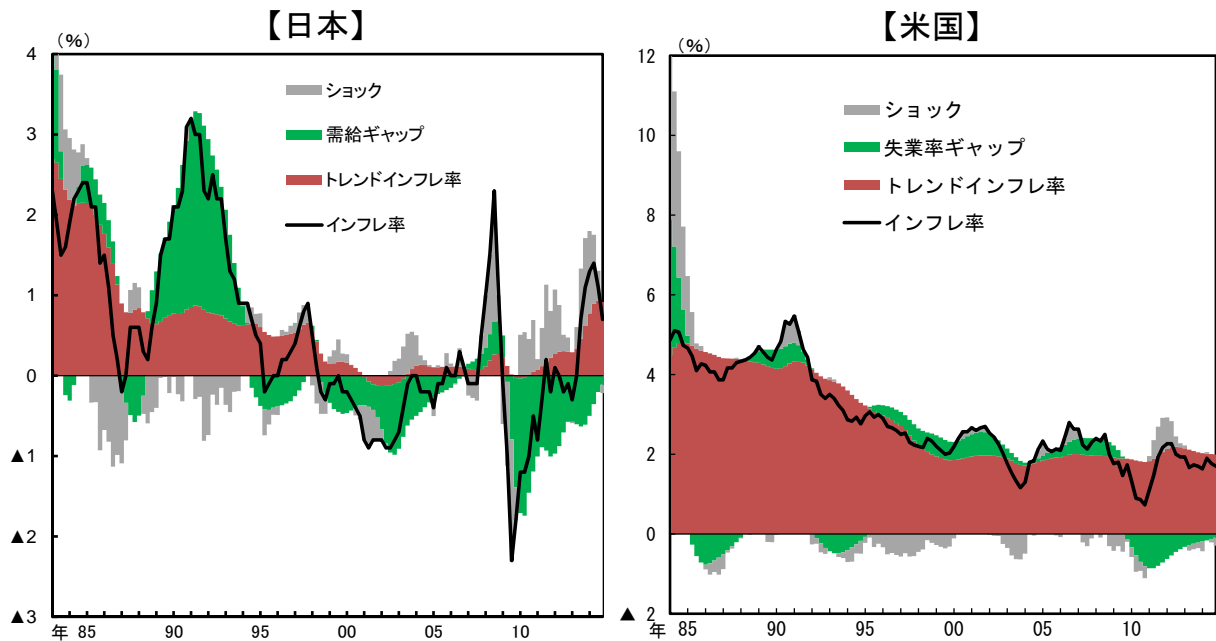 【日本】
(%)
4
3
2
1
0
▲1
▲2
▲3
ショック
需給ギャップ
トレンドインフレ率
インフレ率
年 85 90 95 00 05 10
【米国】
(%)
12
10
8
6
4
2
0
▲ 2
ショック
失業率ギャップ
トレンドインフレ率
インフレ率
年 85 90 95 00 05 10